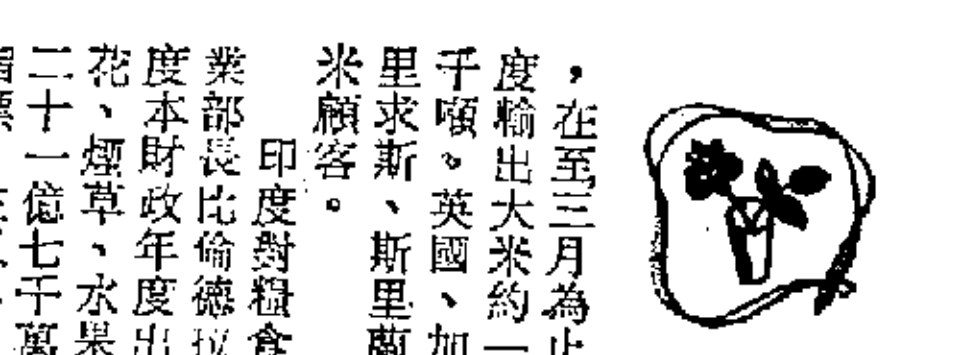 ，在至三月為止
度輸出大米約一
千噸。英國、加
里求斯、斯里蘭
米顧客。
印度對糧食
業部長比倫德拉
度本財政年度出
花、煙草、水果
二十一億七千萬